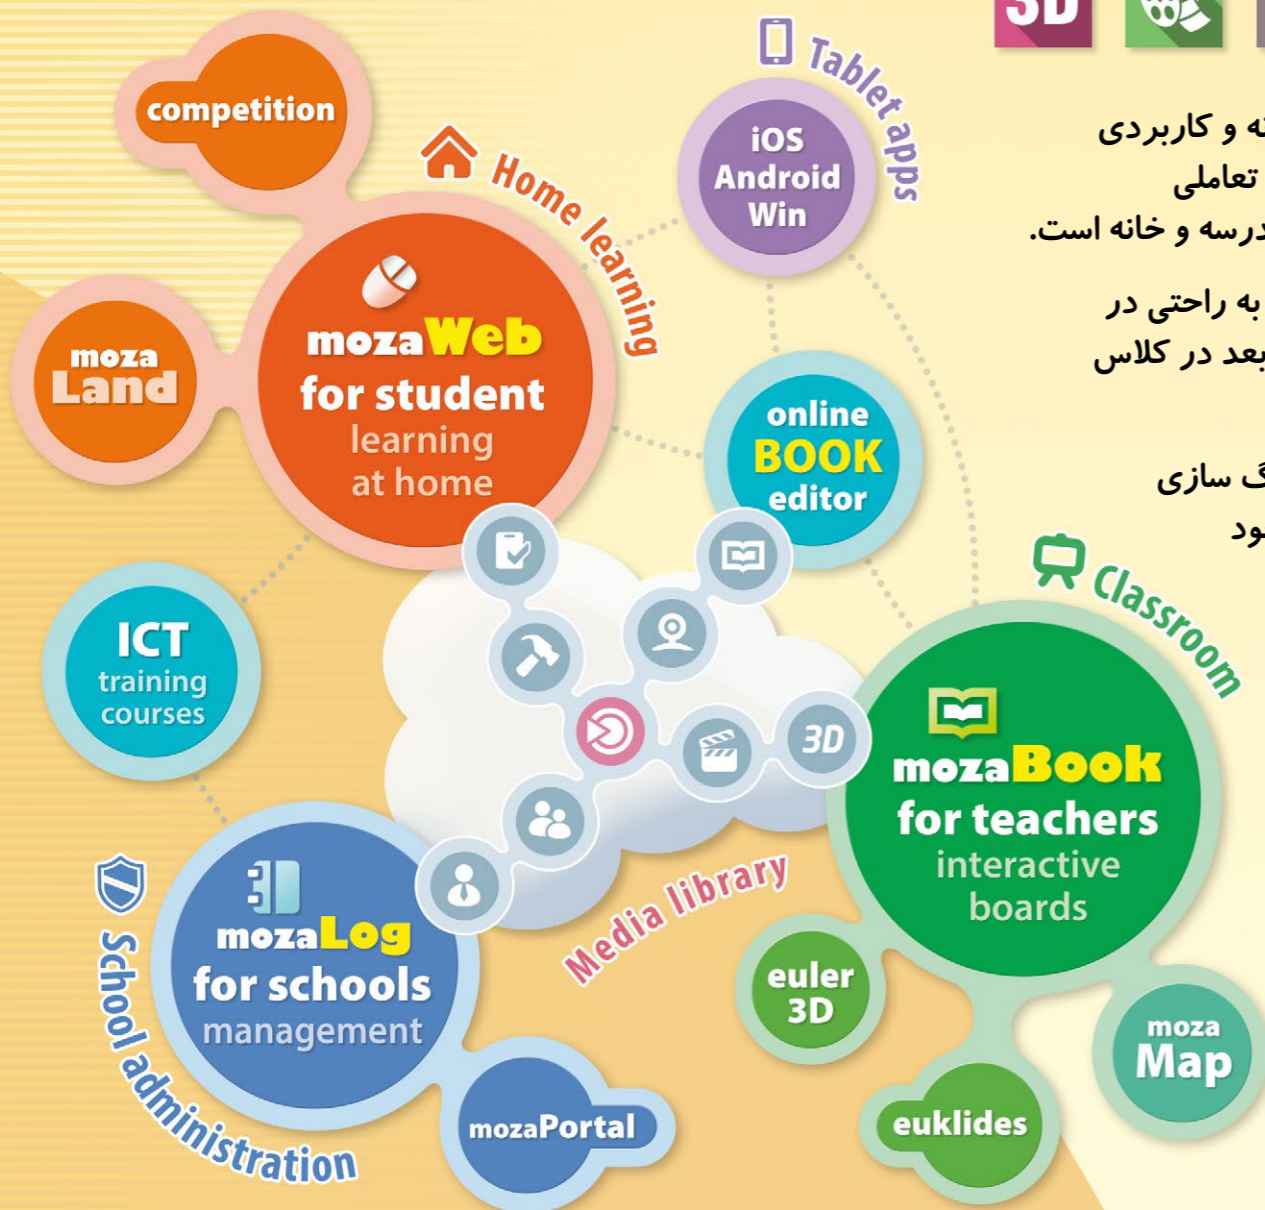 3D
competition
Home learning
Tablet apps
iOS
Android
Win
و کاربردی
تعاملی
و خانه است.
به راحتی در
بعد در کلاس
سازی
moza
Land
mozaWeb
for student
learning
at home
online
BOOK
editor
Classroom
ICT
training
courses
3D
mozaBook
for teachers
interactive
boards
Media library
School administration
mozaLog
for schools
management
mozaPortal
euler
3D
euklides
moza
Map